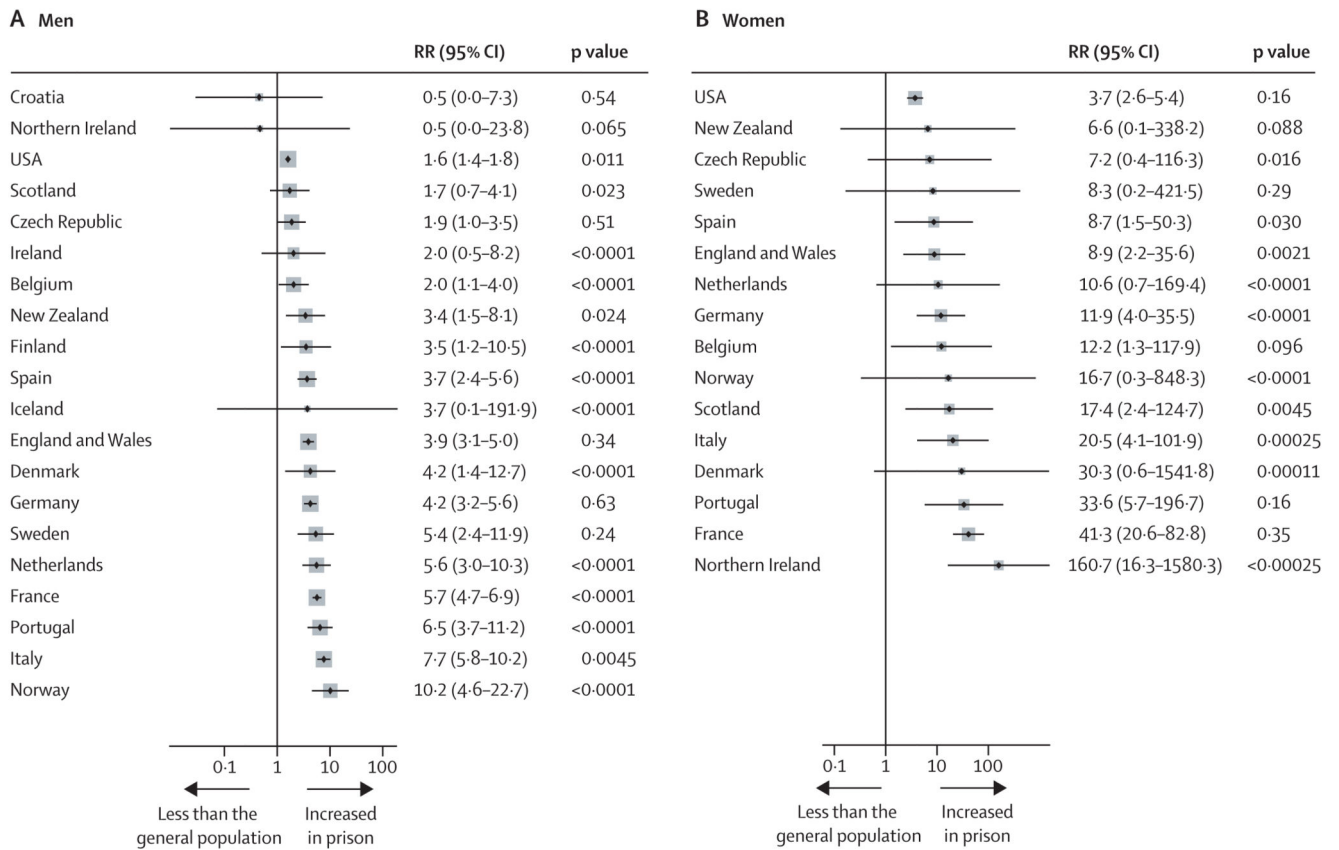 A Men
RR (95% CI) p value
Croatia 0·5 (0·0–7·3) 0·54
Northern Ireland 0·5 (0·0–23·8) 0·065
USA 1·6 (1·4–1·8) 0·011
Scotland 1·7 (0·7–4·1) 0·023
Czech Republic 1·9 (1·0–3·5) 0·51
Ireland 2·0 (0·5–8·2) <0·0001
Belgium 2·0 (1·1–4·0) <0·0001
New Zealand 3·4 (1·5–8·1) 0·024
Finland 3·5 (1·2–10·5) <0·0001
Spain 3·7 (2·4–5·6) <0·0001
Iceland 3·7 (0·1–191·9) <0·0001
England and Wales 3·9 (3·1–5·0) 0·34
Denmark 4·2 (1·4–12·7) <0·0001
Germany 4·2 (3·2–5·6) 0·63
Sweden 5·4 (2·4–11·9) 0·24
Netherlands 5·6 (3·0–10·3) <0·0001
France 5·7 (4·7–6·9) <0·0001
Portugal 6·5 (3·7–11·2) <0·0001
Italy 7·7 (5·8–10·2) 0·0045
Norway 10·2 (4·6–22·7) <0·0001
0·1 1 10 100
Less than the
general population
Increased
in prison
B Women
RR (95% CI) p value
USA 3·7 (2·6–5·4) 0·16
New Zealand 6·6 (0·1–338·2) 0·088
Czech Republic 7·2 (0·4–116·3) 0·016
Sweden 8·3 (0·2–421·5) 0·29
Spain 8·7 (1·5–50·3) 0·030
England and Wales 8·9 (2·2–35·6) 0·0021
Netherlands 10·6 (0·7–169·4) <0·0001
Germany 11·9 (4·0–35·5) <0·0001
Belgium 12·2 (1·3–117·9) 0·096
Norway 16·7 (0·3–848·3) <0·0001
Scotland 17·4 (2·4–124·7) 0·0045
Italy 20·5 (4·1–101·9) 0·00025
Denmark 30·3 (0·6–1541·8) 0·00011
Portugal 33·6 (5·7–196·7) 0·16
France 41·3 (20·6–82·8) 0·35
Northern Ireland 160·7 (16·3–1580·3) <0·00025
0·1 1 10 100
Less than the
general population
Increased
in prison